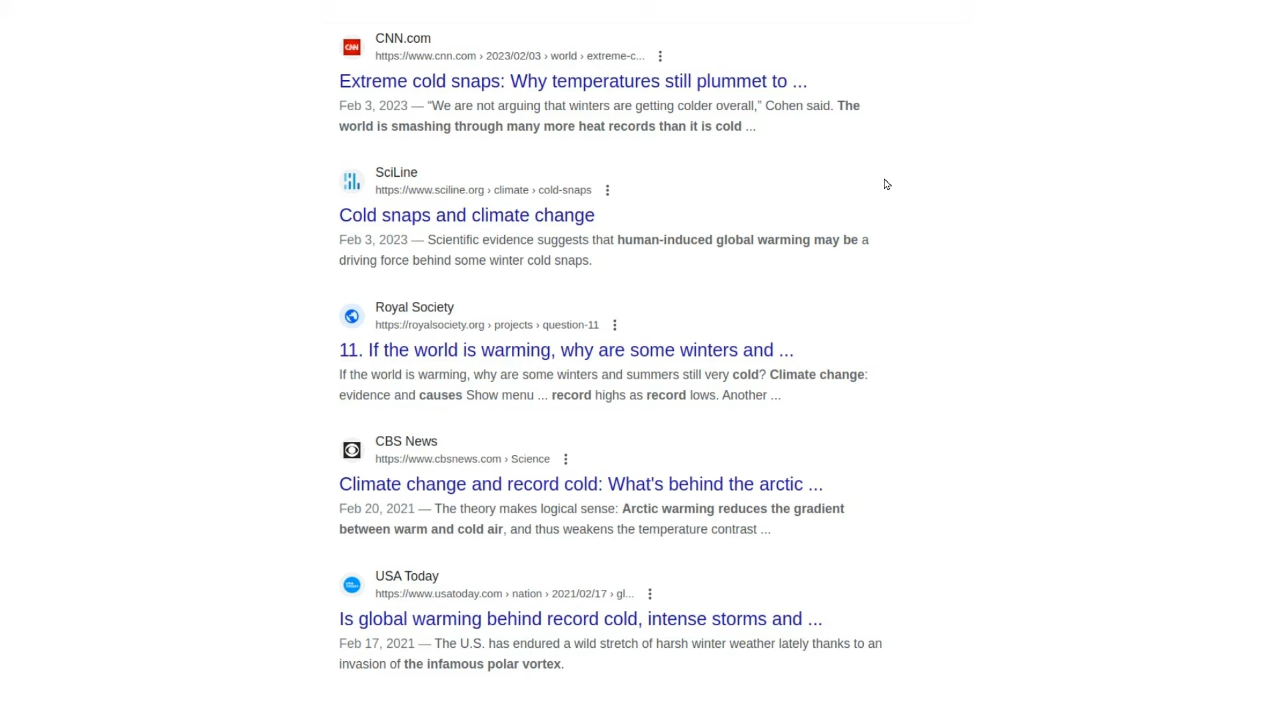 CNN.com
https://www.cnn.com › 2023/02/03 › world › extreme-c...
Extreme cold snaps: Why temperatures still plummet to ...
Feb 3, 2023 — “We are not arguing that winters are getting colder overall,” Cohen said. The
world is smashing through many more heat records than it is cold ...
SciLine
https://www.sciline.org › climate › cold-snaps
Cold snaps and climate change
Feb 3, 2023 — Scientific evidence suggests that human-induced global warming may be a
driving force behind some winter cold snaps.
Royal Society
https://royalsociety.org › projects › question-11
11. If the world is warming, why are some winters and ...
If the world is warming, why are some winters and summers still very cold? Climate change:
evidence and causes Show menu ... record highs as record lows. Another ...
CBS News
https://www.cbsnews.com › Science
Climate change and record cold: What's behind the arctic ...
Feb 20, 2021 — The theory makes logical sense: Arctic warming reduces the gradient
between warm and cold air, and thus weakens the temperature contrast ...
USA Today
https://www.usatoday.com › nation › 2021/02/17 › gl...
Is global warming behind record cold, intense storms and ...
Feb 17, 2021 — The U.S. has endured a wild stretch of harsh winter weather lately thanks to an
invasion of the infamous polar vortex.